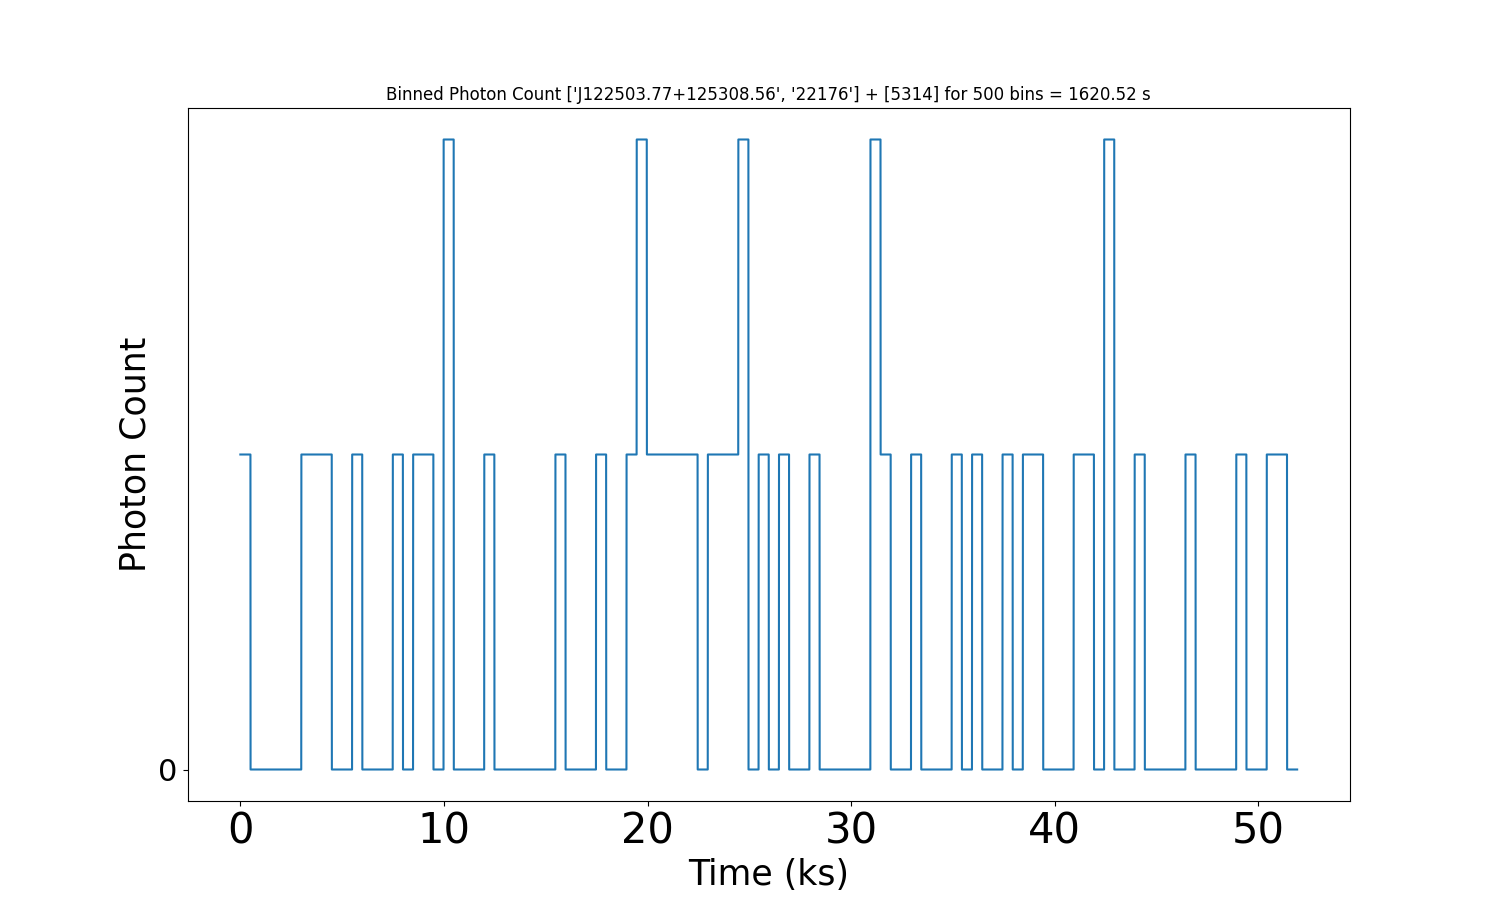 Binned Photon Count ['J122503.77+125308.56', '22176'] + [5314] for 500 bins = 1620.52 s
Photon Count
0
0 10 20 30 40 50
Time (ks)